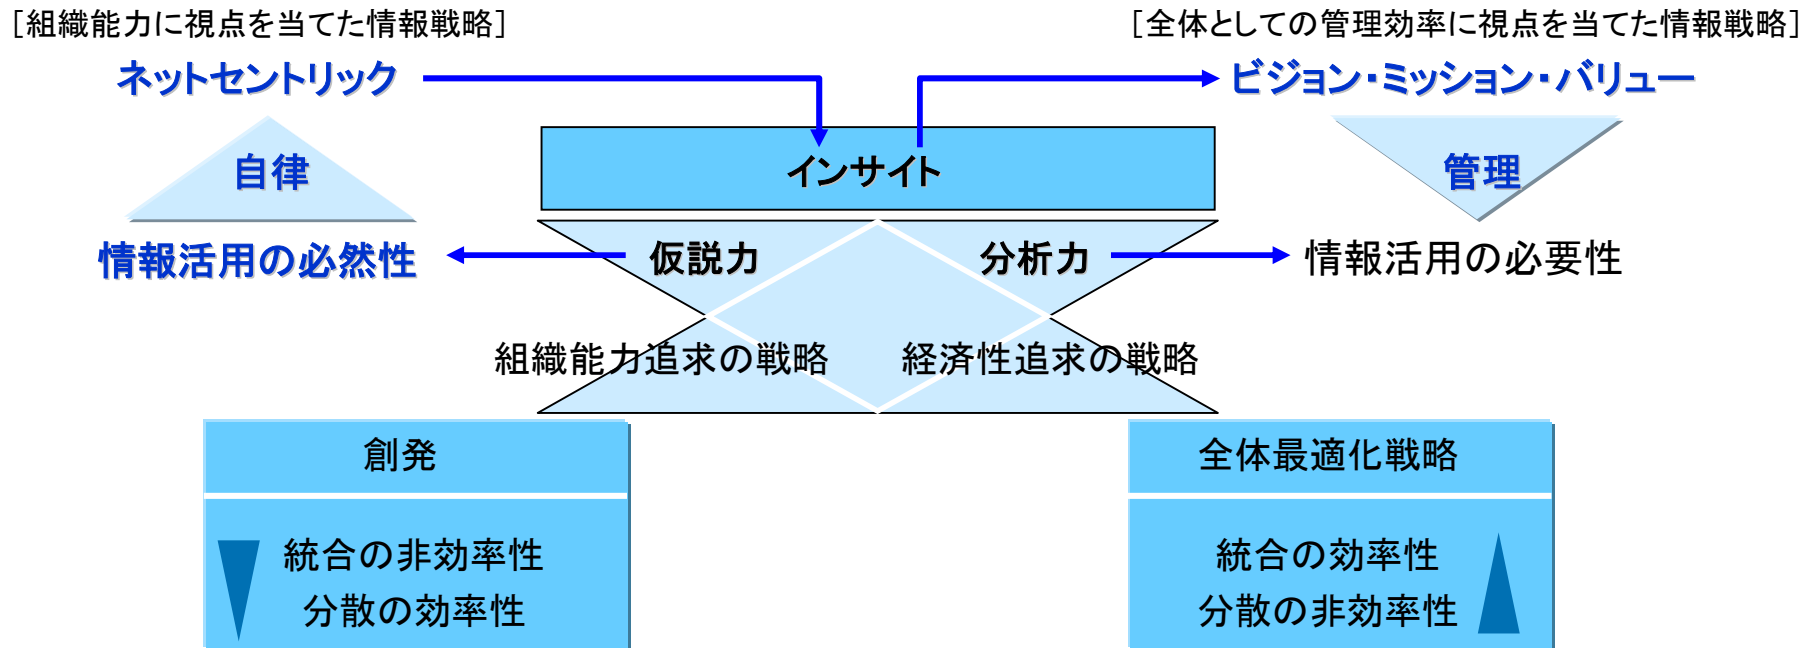 ［組織能力に視点を当てた情報戦略］
［全体としての管理効率に視点を当てた情報戦略］
ネットセントリック
ビジョン・ミッション・バリュー
インサイト
自律
管理
情報活用の必然性
仮説力
分析力
情報活用の必要性
組織能力追求の戦略
経済性追求の戦略
創発
全体最適化戦略
統合の非効率性
分散の効率性
統合の効率性
分散の非効率性